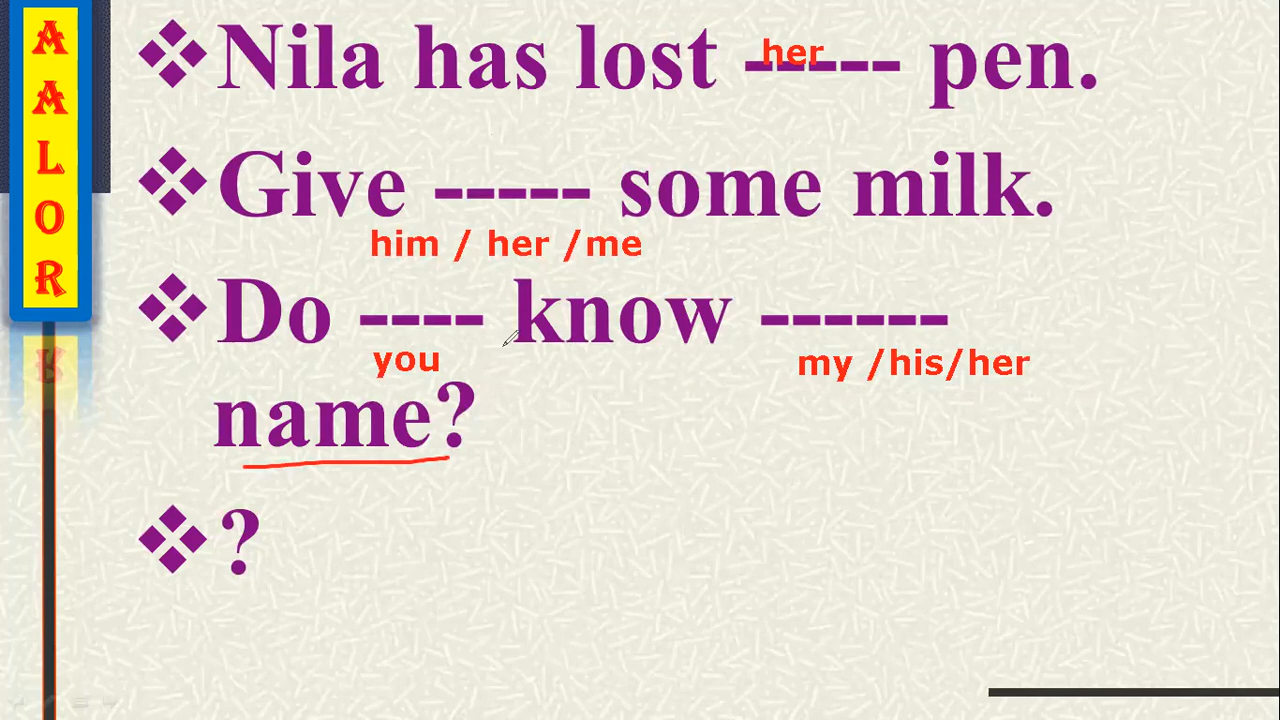 AALOR
Nila has lost ----- pen.
her
Give ----- some milk.
him / her /me
Do ---- know ------
you my /his/her
name?
?